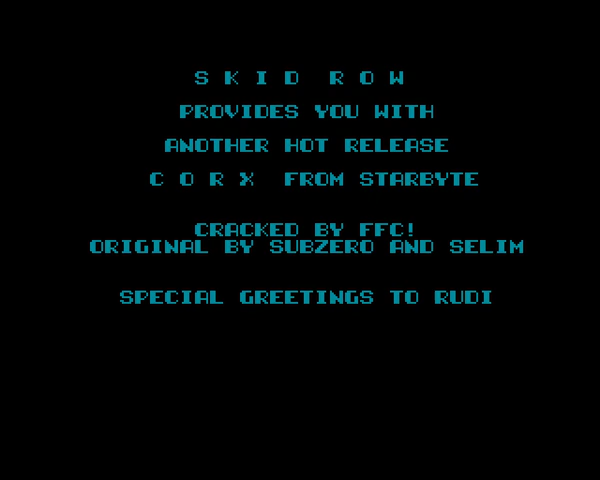 S K I D  R O W
PROVIDES YOU WITH
ANOTHER HOT RELEASE
C O R X  FROM STARBYTE
CRACKED BY FFC!
ORIGINAL BY SUBZERO AND SELIM
SPECIAL GREETINGS TO RUDI